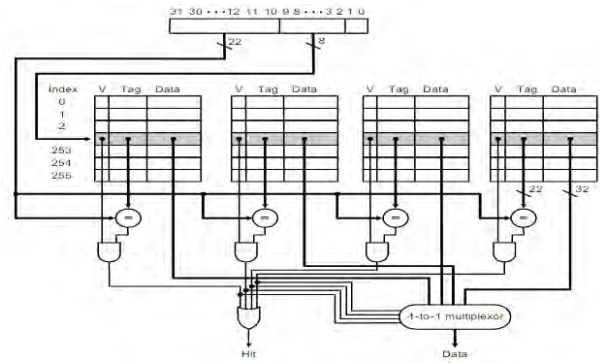 31 30 ··· 12 11 10 9 8 ··· 3 2 1 0
22
8
Index
V Tag Data
V Tag Data
V Tag Data
V Tag Data
0
1
2
253
254
255
22
32
=
=
=
=
4-to-1 multiplexor
Hit
Data